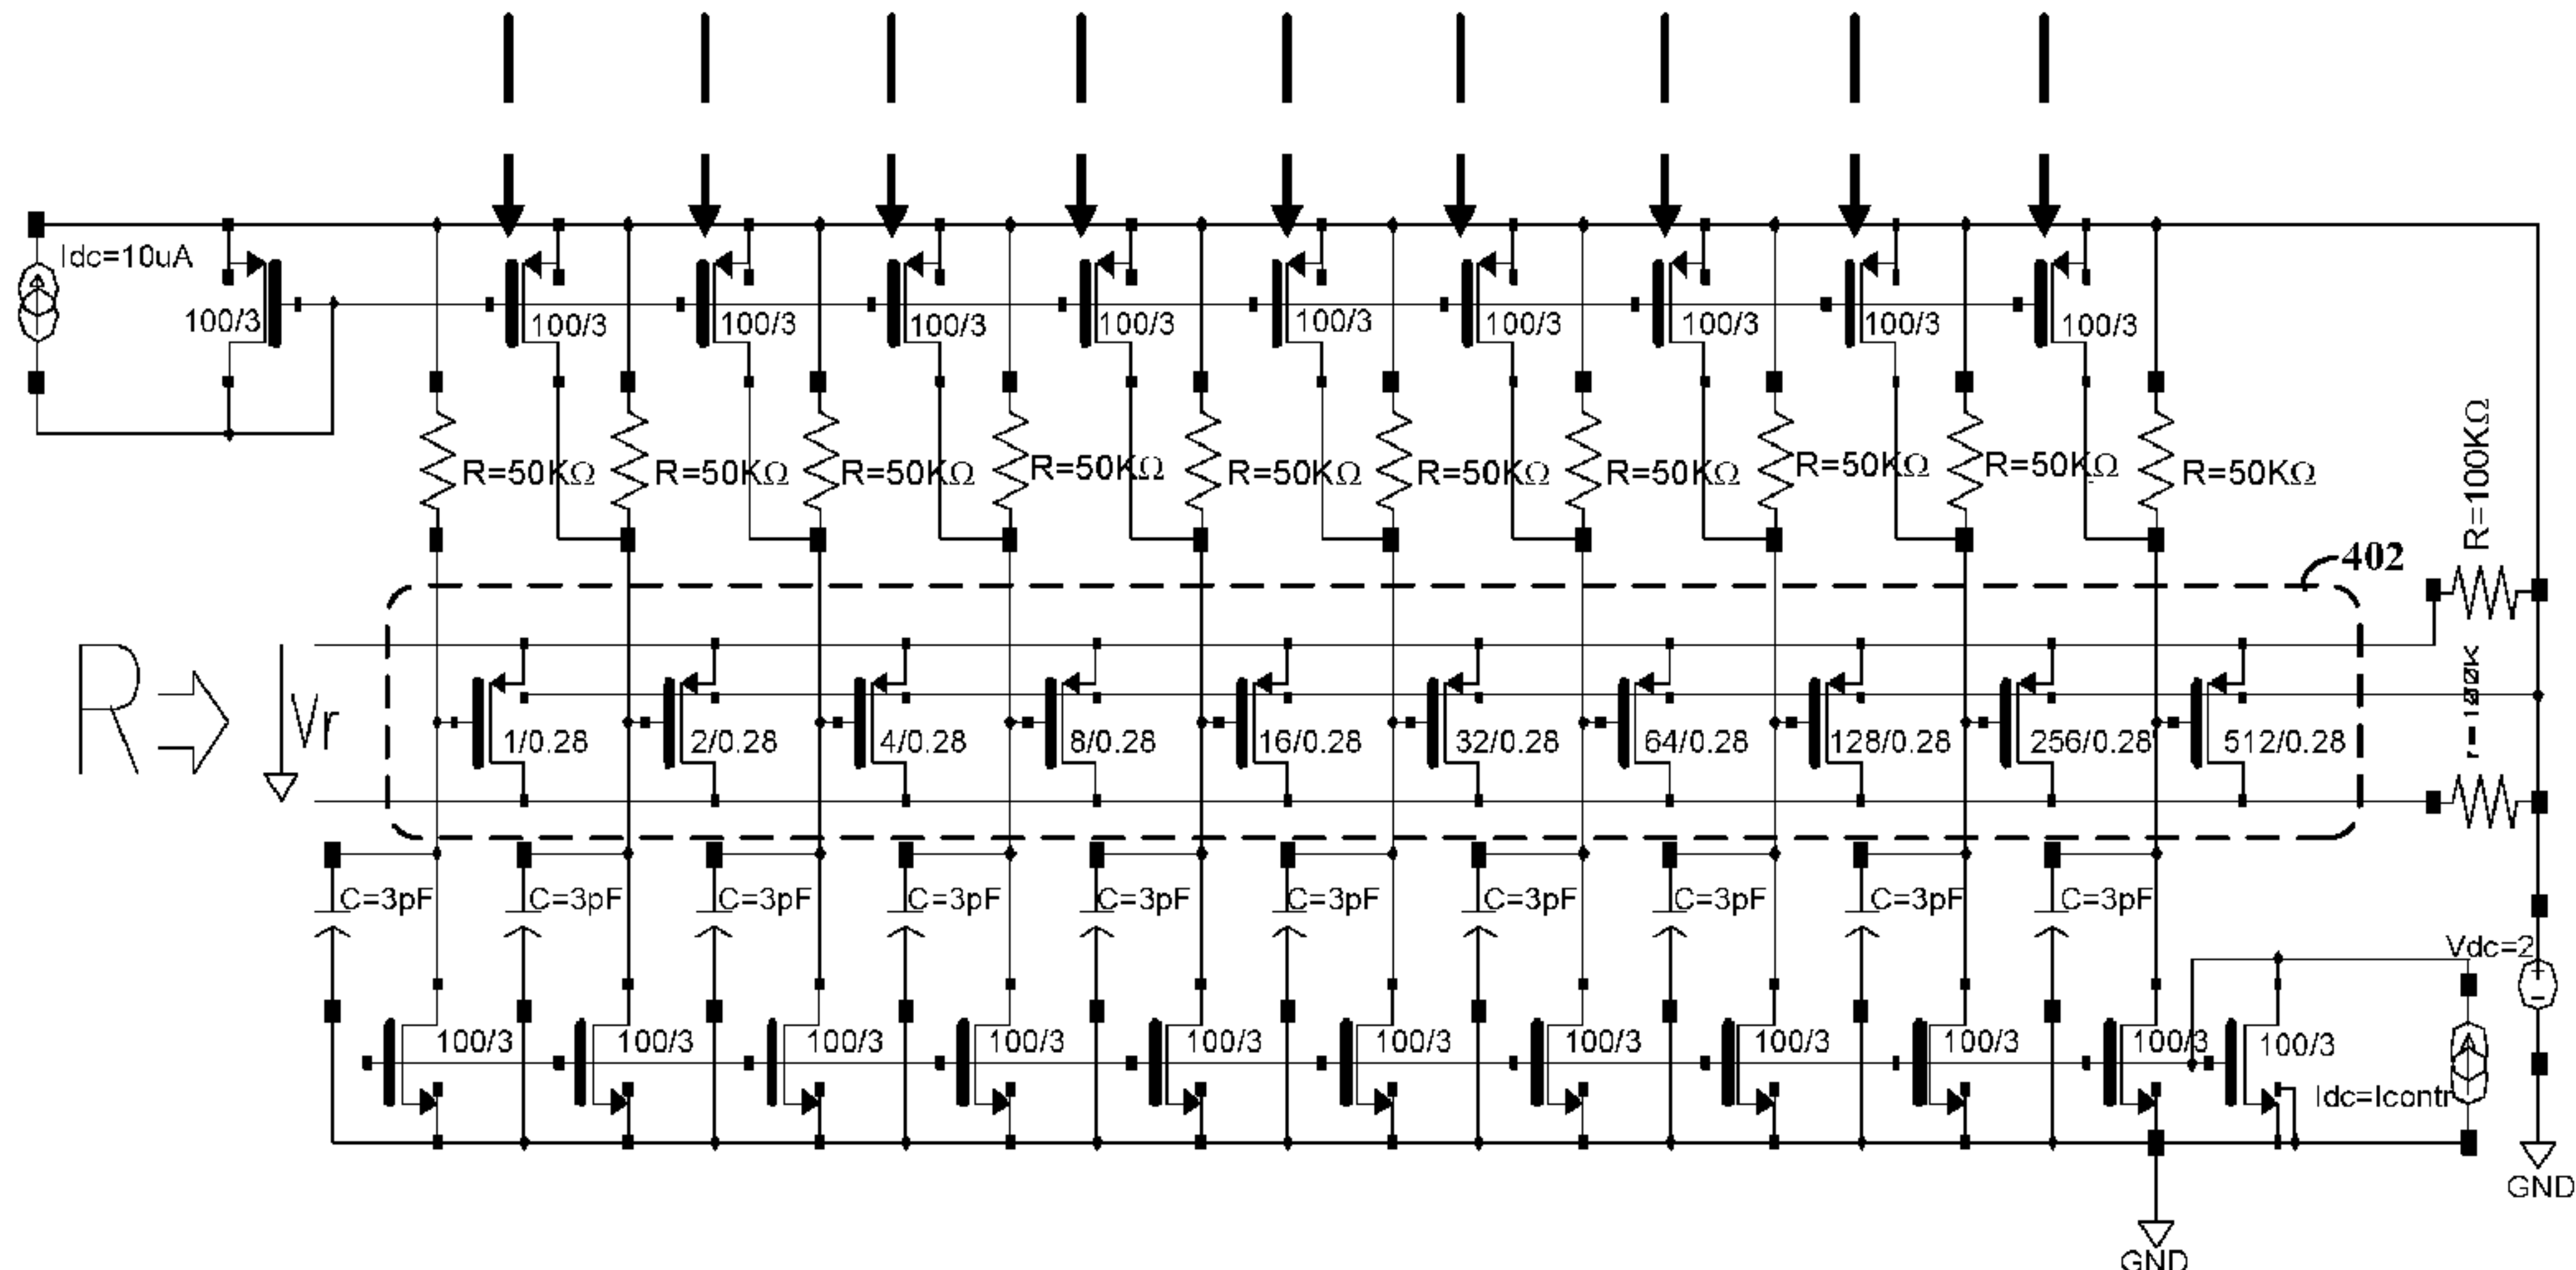 Idc=10uA
100/3 100/3 100/3 100/3 100/3 100/3 100/3 100/3 100/3 100/3
R=50KΩ R=50KΩ R=50KΩ R=50KΩ R=50KΩ R=50KΩ R=50KΩ R=50KΩ R=50KΩ R=50KΩ
R=100KΩ
402
R Vr
r=100K
1/0.28 2/0.28 4/0.28 8/0.28 16/0.28 32/0.28 64/0.28 128/0.28 256/0.28 512/0.28
C=3pF C=3pF C=3pF C=3pF C=3pF C=3pF C=3pF C=3pF C=3pF C=3pF
Vdc=2
100/3 100/3 100/3 100/3 100/3 100/3 100/3 100/3 100/3 100/3 100/3
Idc=Icontr
GND
GND